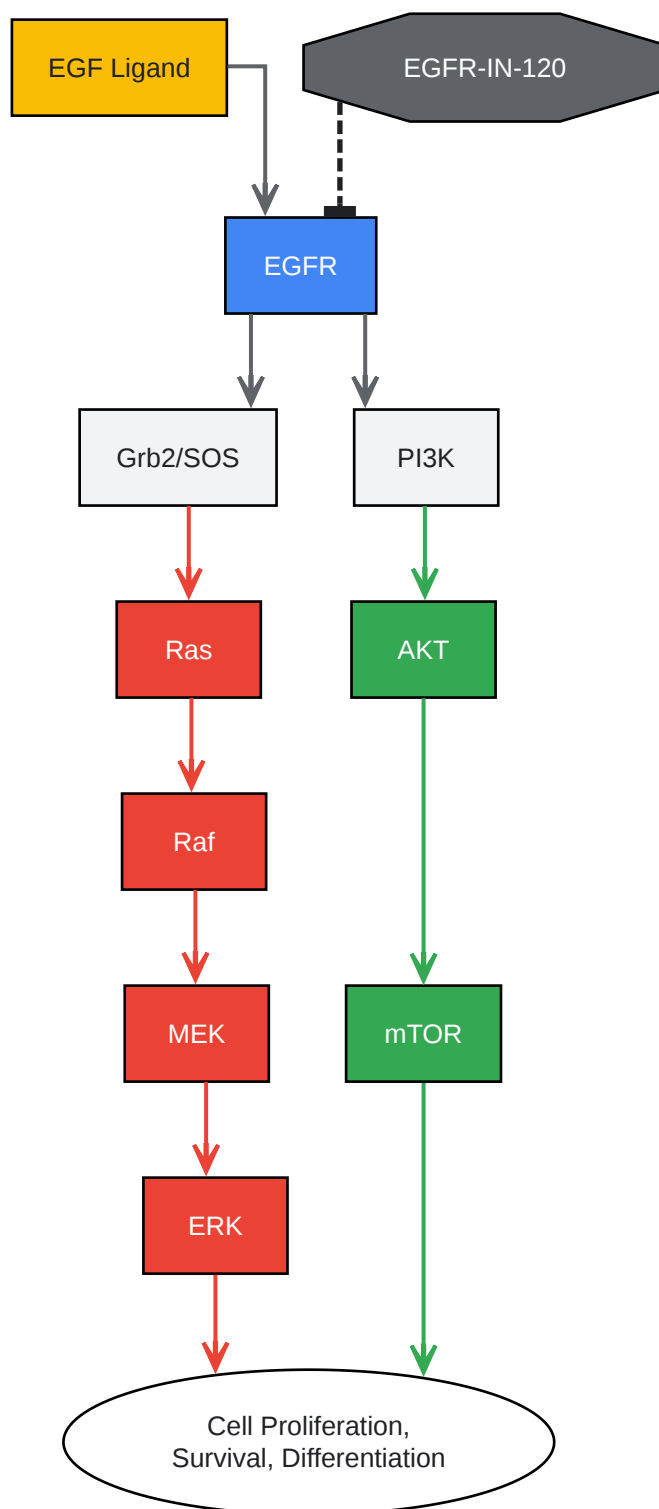 EGF Ligand
EGFR-IN-120
EGFR
Grb2/SOS
PI3K
Ras
AKT
Raf
MEK
mTOR
ERK
Cell Proliferation,
Survival, Differentiation